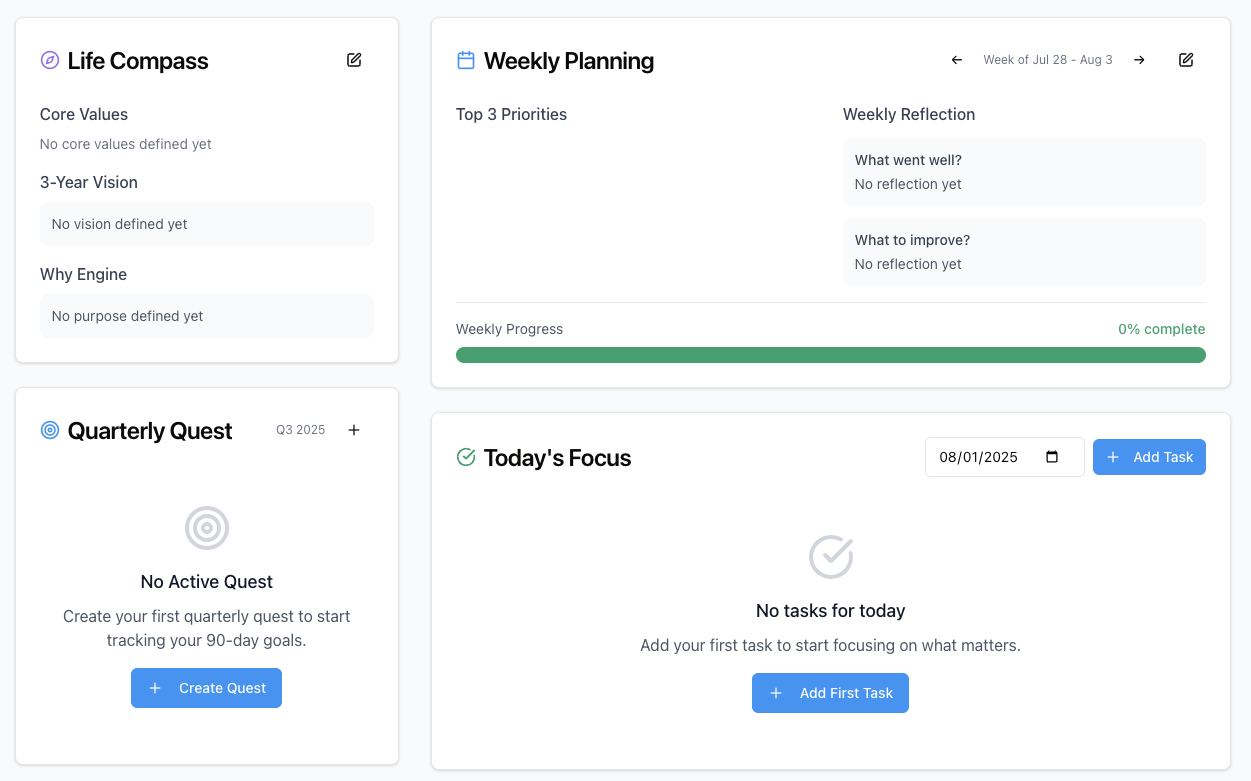 Life Compass
Core Values
No core values defined yet
3-Year Vision
No vision defined yet
Why Engine
No purpose defined yet
Weekly Planning
Week of Jul 28 - Aug 3
Top 3 Priorities
Weekly Reflection
What went well?
No reflection yet
What to improve?
No reflection yet
Weekly Progress
0% complete
Quarterly Quest
Q3 2025
No Active Quest
Create your first quarterly quest to start
tracking your 90-day goals.
Create Quest
Today's Focus
08/01/2025
Add Task
No tasks for today
Add your first task to start focusing on what matters.
Add First Task